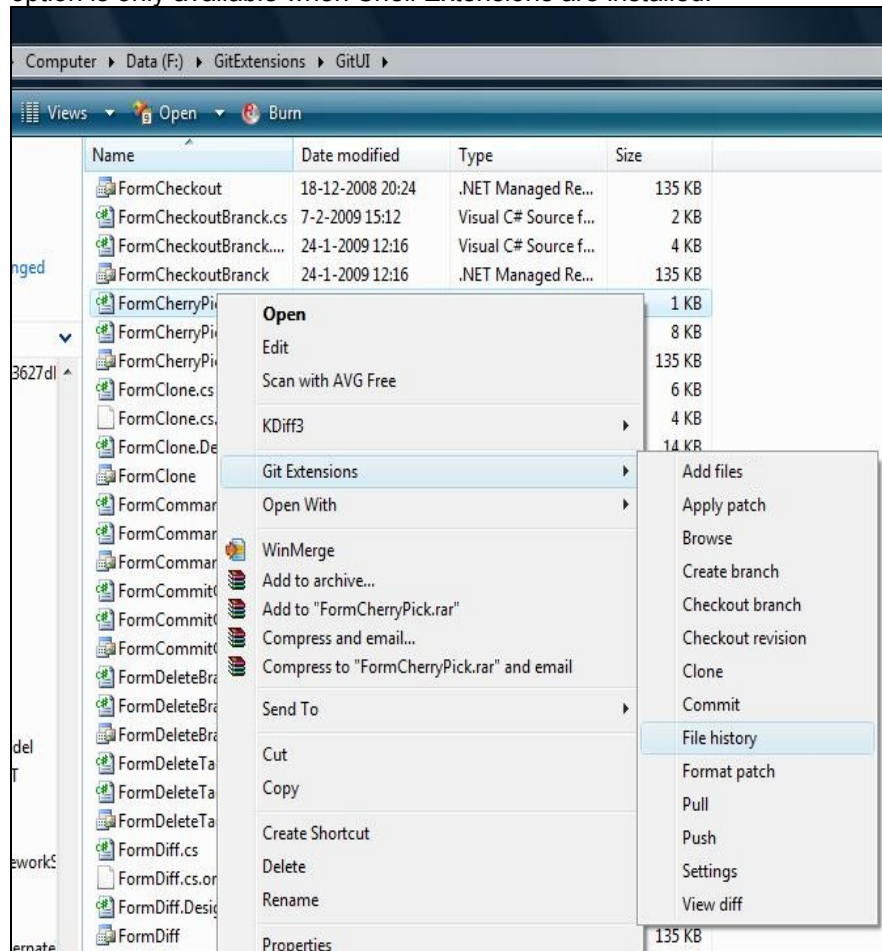 option is only available when Shell Extensions are installed.
Computer ▸ Data (F:) ▸ GitExtensions ▸ GitUI ▸
Views Open Burn
Name Date modified Type Size
FormCheckout 18-12-2008 20:24 .NET Managed Re... 135 KB
FormCheckoutBranck.cs 7-2-2009 15:12 Visual C# Source f... 2 KB
FormCheckoutBranck.... 24-1-2009 12:16 Visual C# Source f... 4 KB
FormCheckoutBranck 24-1-2009 12:16 .NET Managed Re... 135 KB
FormCherryPi 1 KB
FormCherryPi 8 KB
FormCherryPi 135 KB
FormClone.cs 6 KB
FormClone.cs. 4 KB
FormClone.De 14 KB
FormClone
FormCommar
FormCommar
FormCommar
FormCommit
FormCommit
FormCommit
FormDeleteBra
FormDeleteBra
FormDeleteBra
FormDeleteTa
FormDeleteTa
FormDeleteTa
FormDiff.cs
FormDiff.cs.or
FormDiff.Desig
FormDiff 135 KB
nged
3627dl
del
T
eworkS
ernate
Open
Edit
Scan with AVG Free
KDiff3
Git Extensions
Open With
WinMerge
Add to archive...
Add to "FormCherryPick.rar"
Compress and email...
Compress to "FormCherryPick.rar" and email
Send To
Cut
Copy
Create Shortcut
Delete
Rename
Properties
Add files
Apply patch
Browse
Create branch
Checkout branch
Checkout revision
Clone
Commit
File history
Format patch
Pull
Push
Settings
View diff